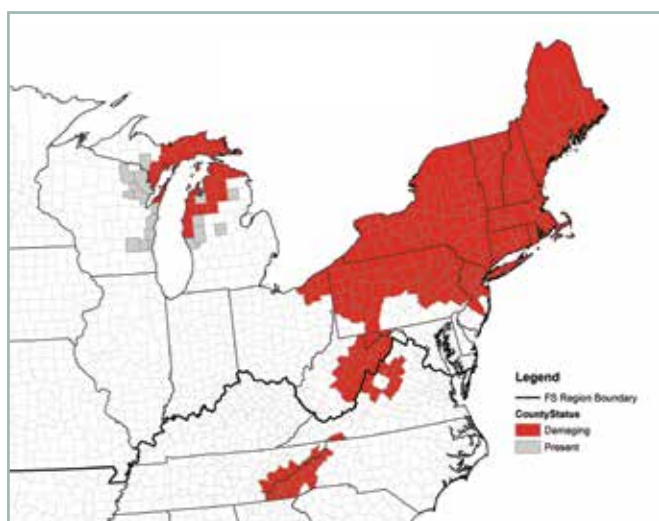 Legend
FS Region Boundary
CountyStatus
Damaging
Present